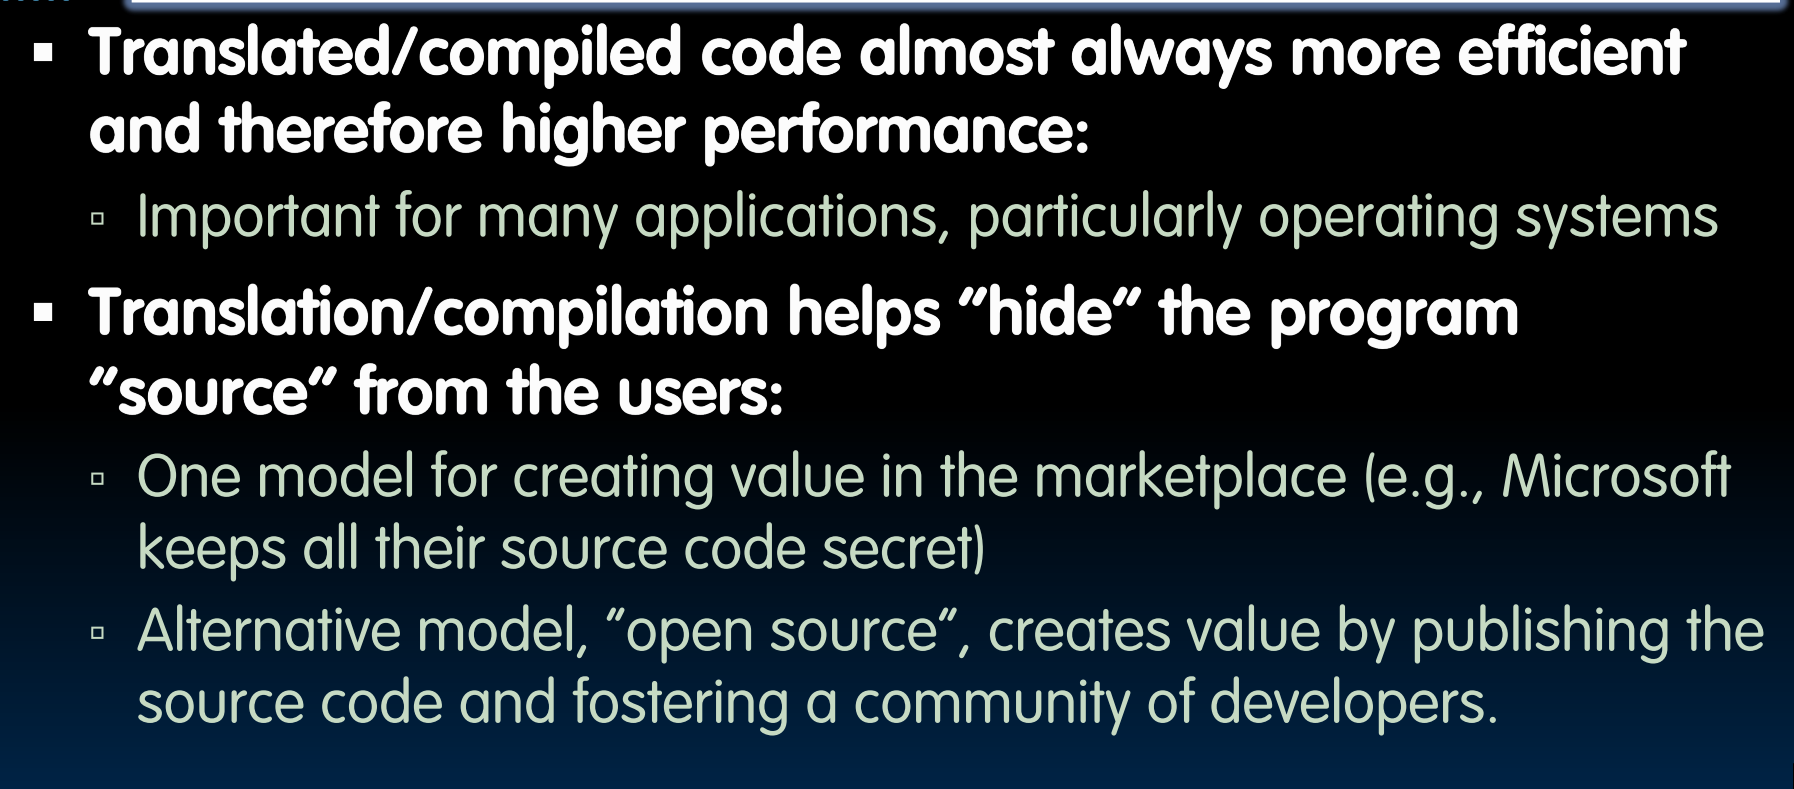 Translated/compiled code almost always more efficient
and therefore higher performance:
Important for many applications, particularly operating systems
Translation/compilation helps “hide” the program
“source” from the users:
One model for creating value in the marketplace (e.g., Microsoft
keeps all their source code secret)
Alternative model, “open source”, creates value by publishing the
source code and fostering a community of developers.